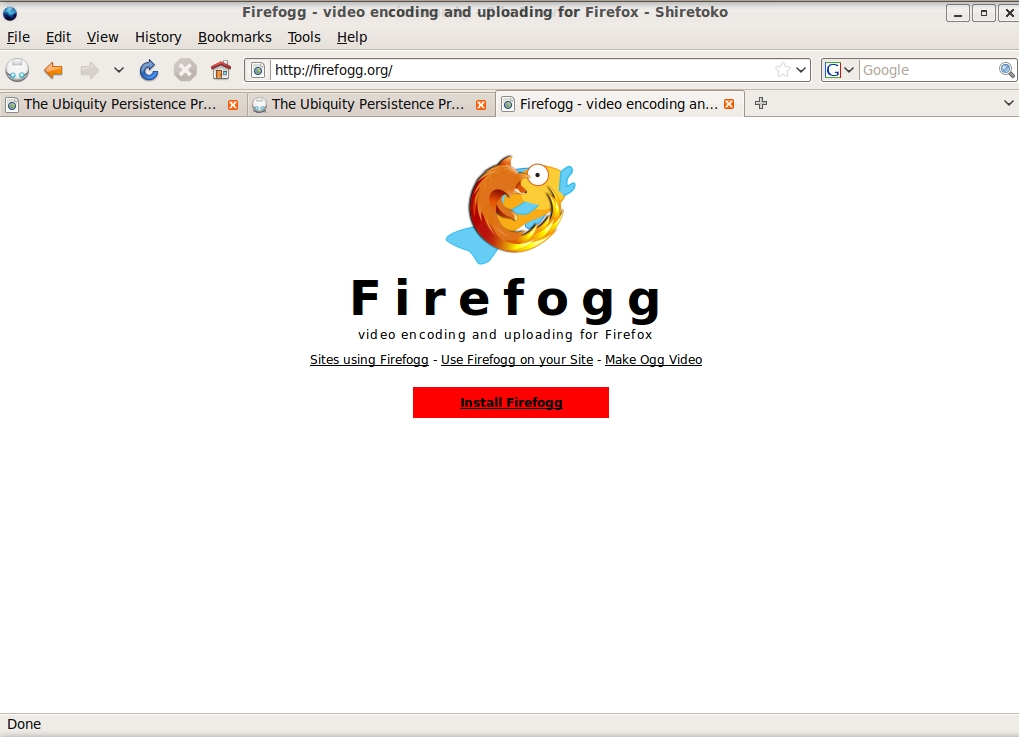 Firefogg - video encoding and uploading for Firefox - Shiretoko
File Edit View History Bookmarks Tools Help
http://firefogg.org/ G Google
The Ubiquity Persistence Pr... The Ubiquity Persistence Pr... Firefogg - video encoding an...
Firefogg
video encoding and uploading for Firefox
Sites using Firefogg - Use Firefogg on your Site - Make Ogg Video
Install Firefogg
Done